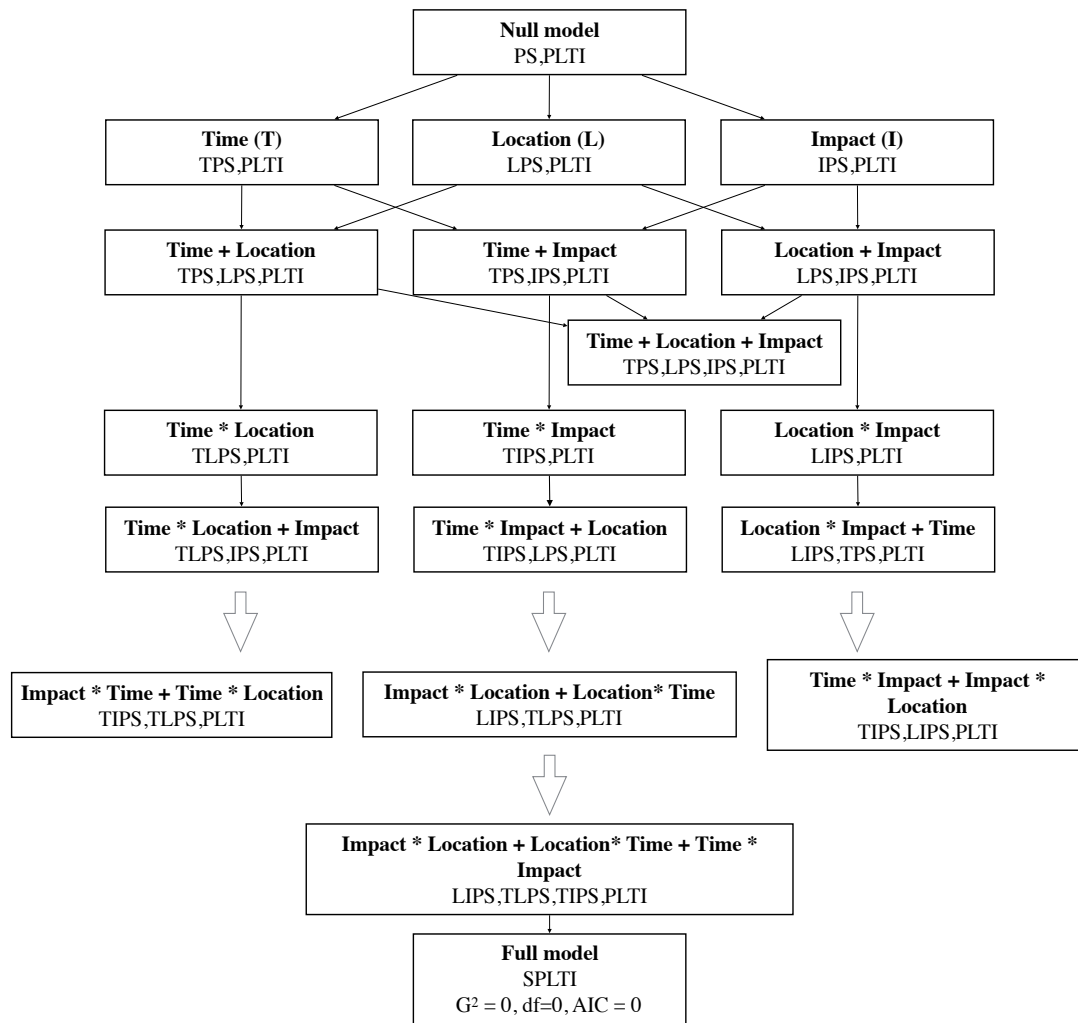 Null model
PS,PLTI
Time (T)
TPS,PLTI
Location (L)
LPS,PLTI
Impact (I)
IPS,PLTI
Time + Location
TPS,LPS,PLTI
Time + Impact
TPS,IPS,PLTI
Location + Impact
LPS,IPS,PLTI
Time + Location + Impact
TPS,LPS,IPS,PLTI
Time * Location
TLPS,PLTI
Time * Impact
TIPS,PLTI
Location * Impact
LIPS,PLTI
Time * Location + Impact
TLPS,IPS,PLTI
Time * Impact + Location
TIPS,LPS,PLTI
Location * Impact + Time
LIPS,TPS,PLTI
Impact * Time + Time * Location
TIPS,TLPS,PLTI
Impact * Location + Location* Time
LIPS,TLPS,PLTI
Time * Impact + Impact *
Location
TIPS,LIPS,PLTI
Impact * Location + Location* Time + Time *
Impact
LIPS,TLPS,TIPS,PLTI
Full model
SPLTI
G² = 0, df=0, AIC = 0